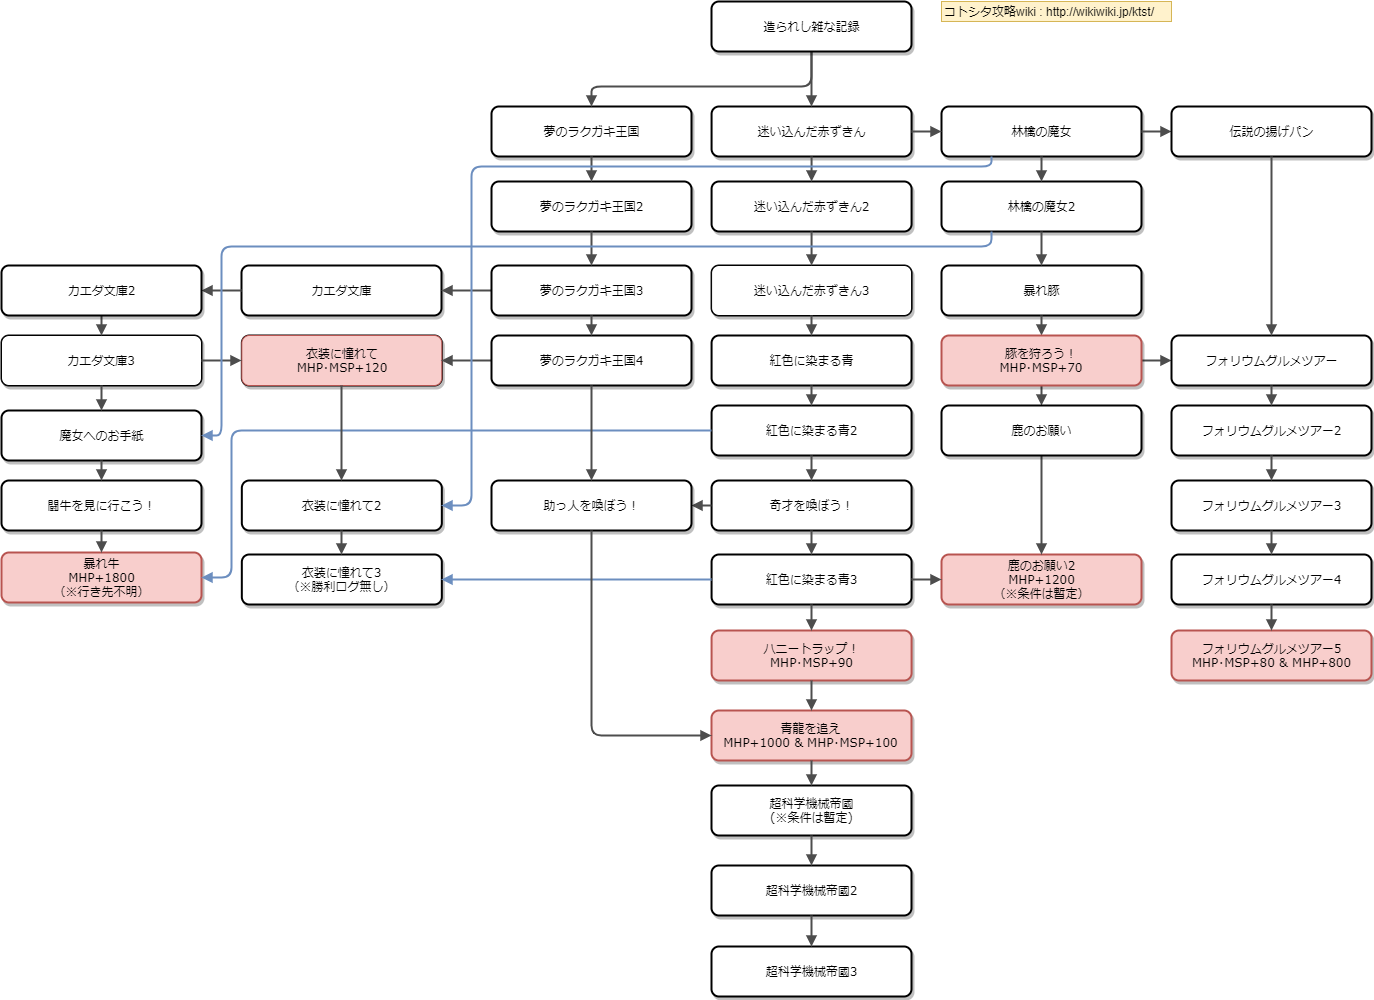 造られし雑な記録
コトシタ攻略wiki : http://wikiwiki.jp/ktst/
夢のラクガキ王国
迷い込んだ赤ずきん
林檎の魔女
伝説の揚げパン
夢のラクガキ王国2
迷い込んだ赤ずきん2
林檎の魔女2
カエダ文庫2
カエダ文庫
夢のラクガキ王国3
迷い込んだ赤ずきん3
暴れ豚
カエダ文庫3
衣装に憧れて
MHP･MSP+120
夢のラクガキ王国4
紅色に染まる青
豚を狩ろう！
MHP･MSP+70
フォリウムグルメツアー
魔女へのお手紙
紅色に染まる青2
鹿のお願い
フォリウムグルメツアー2
闘牛を見に行こう！
衣装に憧れて2
助っ人を喚ぼう！
奇才を喚ぼう！
フォリウムグルメツアー3
暴れ牛
MHP+1800
（※行き先不明）
衣装に憧れて3
（※勝利ログ無し）
紅色に染まる青3
鹿のお願い2
MHP+1200
（※条件は暫定）
フォリウムグルメツアー4
ハニートラップ！
MHP･MSP+90
フォリウムグルメツアー5
MHP･MSP+80 & MHP+800
青龍を追え
MHP+1000 & MHP･MSP+100
超科学機械帝國
（※条件は暫定）
超科学機械帝國2
超科学機械帝國3